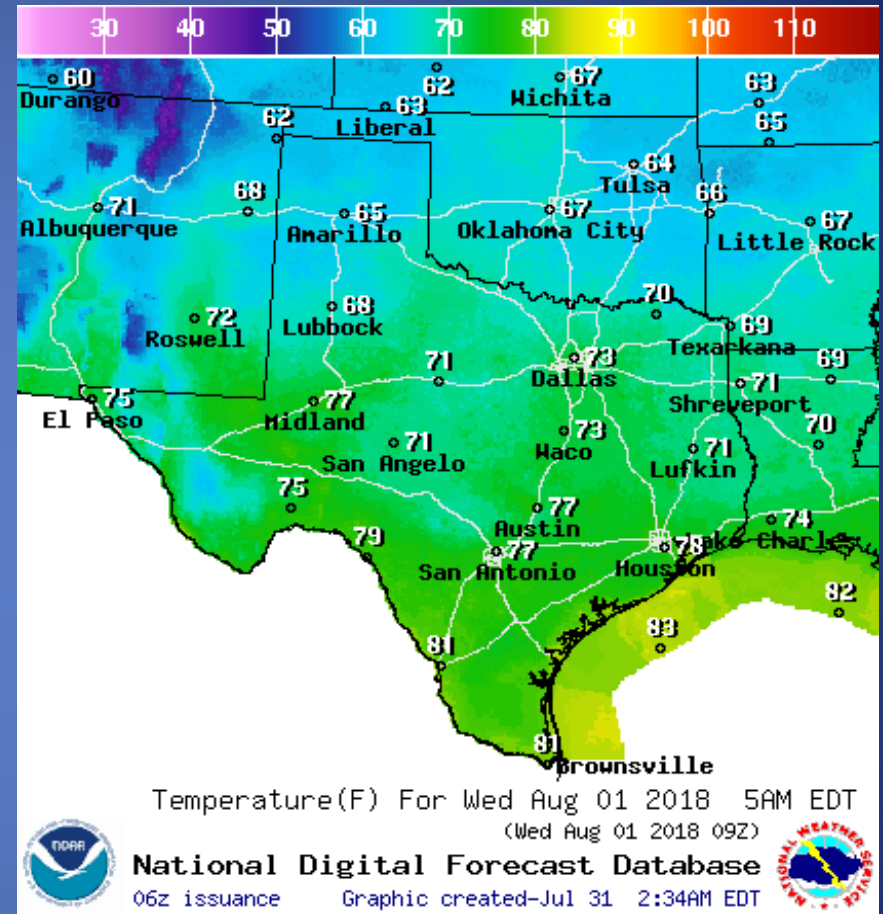 30 40 50 60 70 80 90 100 110
60
Durango
62
67
Wichita
63
63
Liberal
62
65
64
Tulsa
71
Albuquerque
68
65
Amarillo
67
Oklahoma City
66
67
Little Rock
72
Roswell
68
Lubbock
70
69
Texarkana
75
El Paso
77
Midland
71
73
Dallas
71
Shreveport
69
71
San Angelo
73
Waco
71
Lufkin
70
75
77
Austin
74
Lake Charles
79
77
San Antonio
78
Houston
82
83
81
81
Brownsville
Temperature(F) For Wed Aug 01 2018 5AM EDT
(Wed Aug 01 2018 09Z)
National Digital Forecast Database
06z issuance Graphic created-Jul 31 2:34AM EDT
NOAA
NATIONAL WEATHER SERVICE